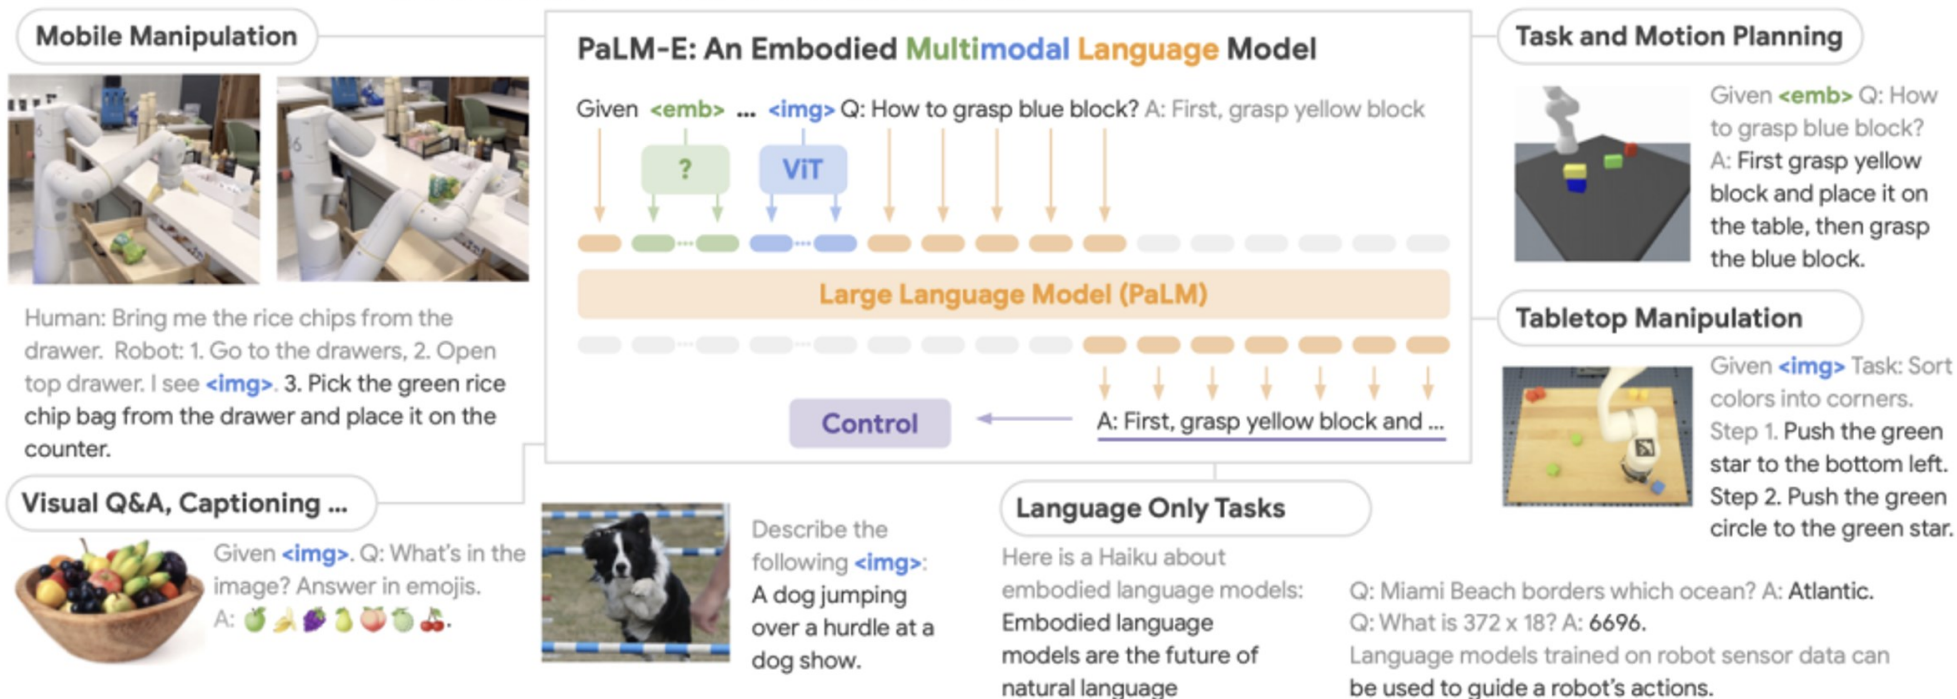 Mobile Manipulation
Human: Bring me the rice chips from the
drawer. Robot: 1. Go to the drawers, 2. Open
top drawer. I see <img>. 3. Pick the green rice
chip bag from the drawer and place it on the
counter.
Visual Q&A, Captioning ...
Given <img>. Q: What's in the
image? Answer in emojis.
A: 🍏🍌🍇🍐🍑🍈🍒.
Describe the
following <img>:
A dog jumping
over a hurdle at a
dog show.
PaLM-E: An Embodied Multimodal Language Model
Given <emb> ... <img> Q: How to grasp blue block? A: First, grasp yellow block
?
ViT
Large Language Model (PaLM)
Control
A: First, grasp yellow block and ...
Language Only Tasks
Here is a Haiku about
embodied language models:
Embodied language
models are the future of
natural language
Q: Miami Beach borders which ocean? A: Atlantic.
Q: What is 372 x 18? A: 6696.
Language models trained on robot sensor data can
be used to guide a robot's actions.
Task and Motion Planning
Given <emb> Q: How
to grasp blue block?
A: First grasp yellow
block and place it on
the table, then grasp
the blue block.
Tabletop Manipulation
Given <img> Task: Sort
colors into corners.
Step 1. Push the green
star to the bottom left.
Step 2. Push the green
circle to the green star.